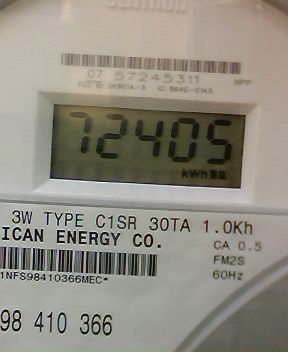 07 57245311
72405
kWh
3W TYPE C1SR 30TA 1.0Kh
ICAN ENERGY CO.
CA 0.5
FM2S
60Hz
1NFS98410366MEC*
98 410 366